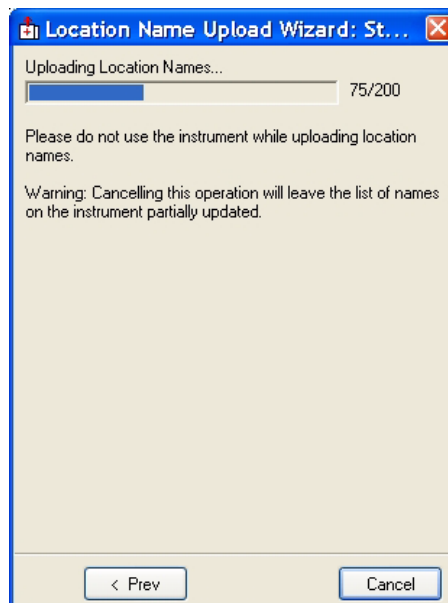 Location Name Upload Wizard: St...
Uploading Location Names...
75/200
Please do not use the instrument while uploading location
names.
Warning: Cancelling this operation will leave the list of names
on the instrument partially updated.
< Prev
Cancel